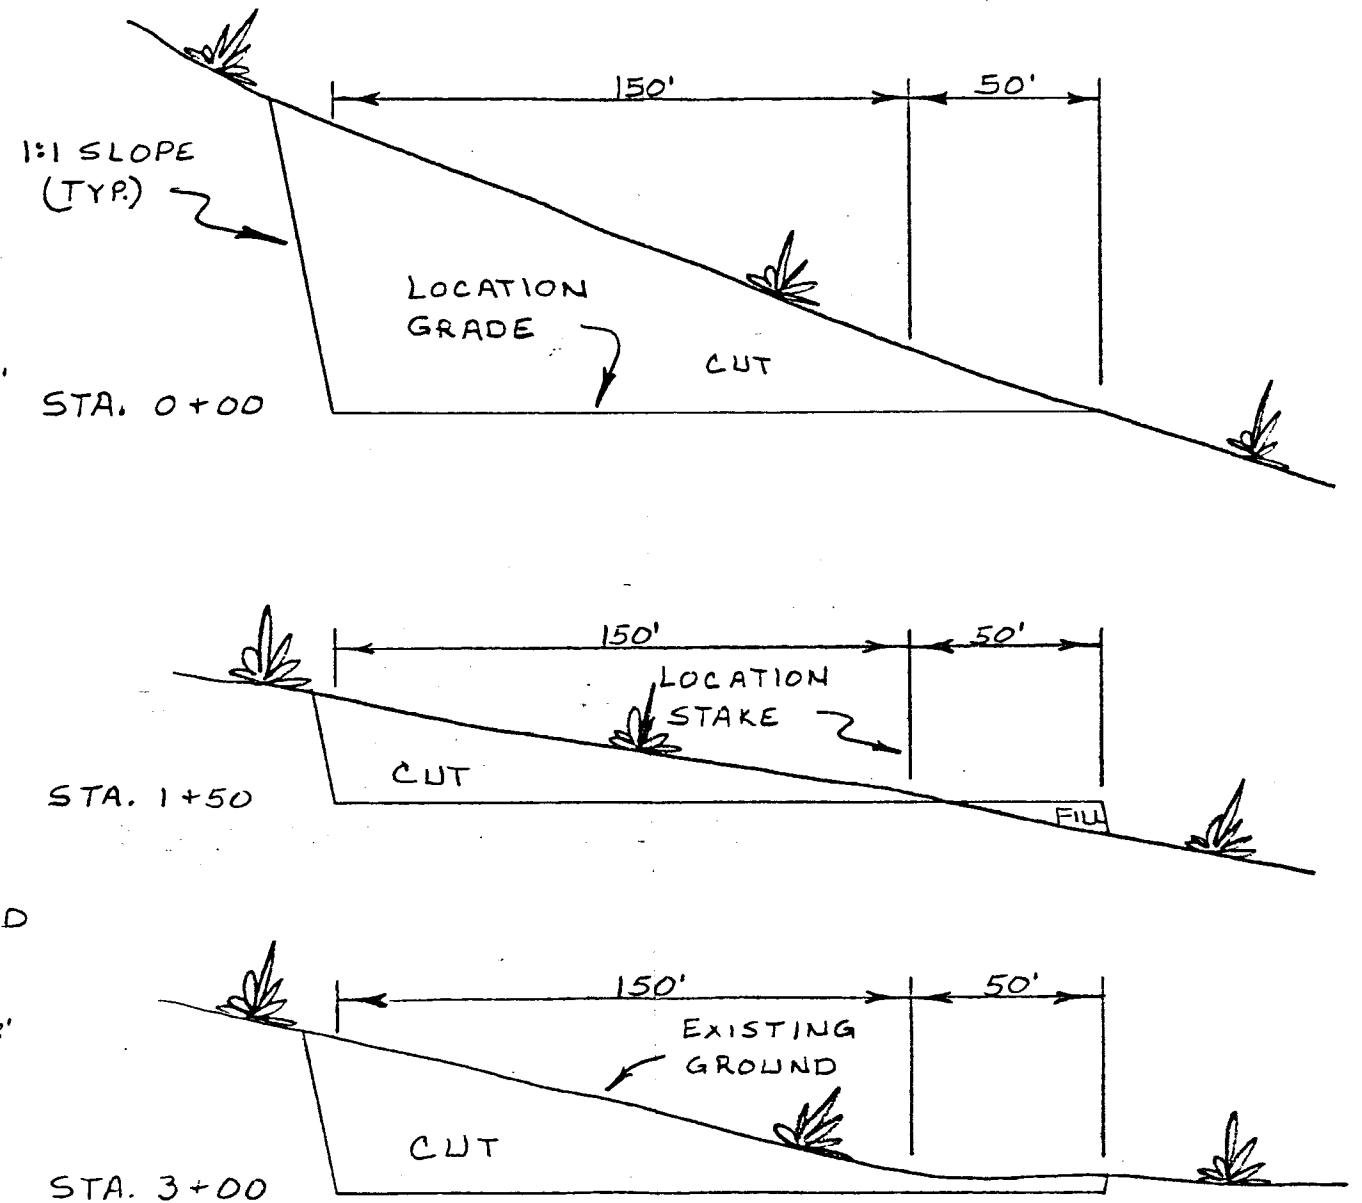 150'
50'
1:1 SLOPE
(TYP.)
LOCATION
GRADE
CUT
STA. 0+00
150'
50'
LOCATION
STAKE
CUT
STA. 1+50
FILL
D
150'
50'
EXISTING
GROUND
CUT
STA. 3+00